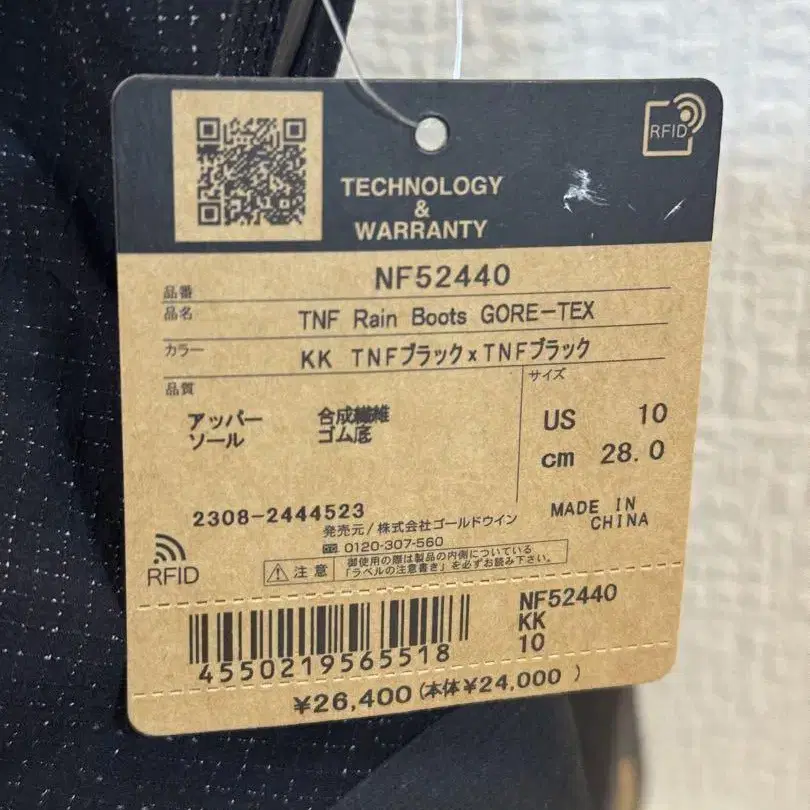 RFID
TECHNOLOGY
&
WARRANTY
品番 NF52440
品名 TNF Rain Boots GORE-TEX
カラー KK TNFブラック x TNFブラック
品質
サイズ
アッパー 合成繊維
ソール ゴム底
US 10
cm 28.0
2308-2444523
MADE IN
CHINA
発売元/株式会社ゴールドウイン
0120-307-560
RFID
注意
御使用の際は製品の内側についている
「ラベルの注意書き」を必ずお読み下さい。
4550219565518
NF52440
KK
10
¥26,400(本体¥24,000 )